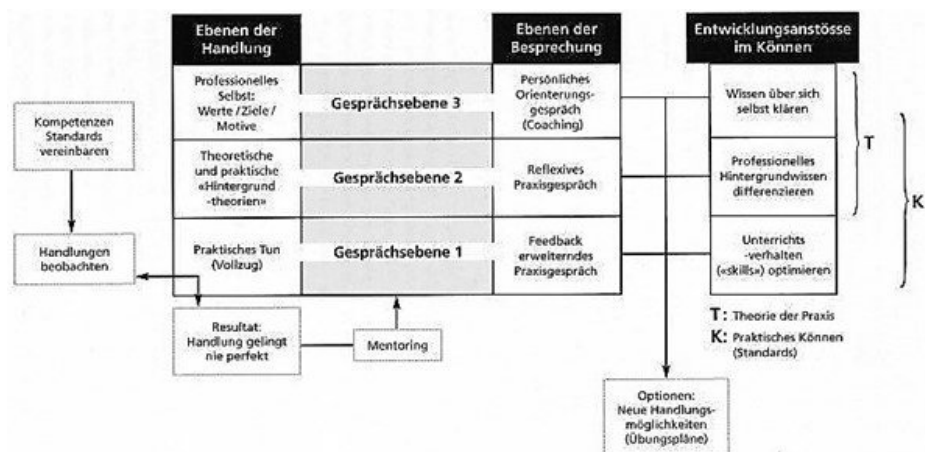 Ebenen der
Handlung
Ebenen der
Besprechung
Entwicklungsanstösse
im Können
Professionelles
Selbst:
Werte / Ziele /
Motive
Gesprächsebene 3
Persönliches
Orienterungs-
gespräch
(Coaching)
Wissen über sich
selbst klären
Kompetenzen
Standards
vereinbaren
Theoretische
und praktische
«Hintergrund
-theorien»
Gesprächsebene 2
Reflexives
Praxisgespräch
Professionelles
Hintergrundwissen
differenzieren
T
K
Handlungen
beobachten
Praktisches Tun
(Vollzug)
Gesprächsebene 1
Feedback
erweiterndes
Praxisgespräch
Unterrichts
-verhalten
(«skills») optimieren
Resultat:
Handlung gelingt
nie perfekt
Mentoring
T: Theorie der Praxis
K: Praktisches Können
(Standards)
Optionen:
Neue Handlungs-
möglichkeiten
(Übungspläne)